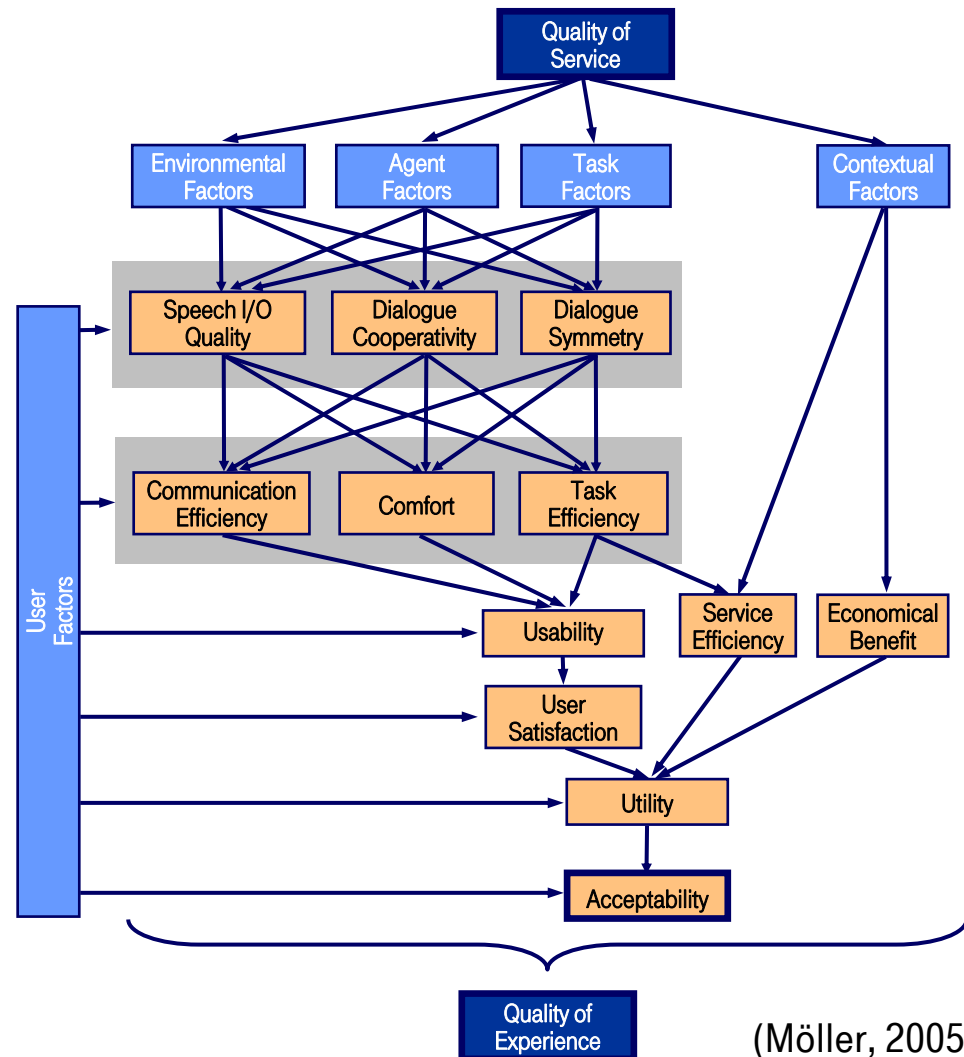 Quality of
Service
Environmental
Factors
Agent
Factors
Task
Factors
Contextual
Factors
Speech I/O
Quality
Dialogue
Cooperativity
Dialogue
Symmetry
Communication
Efficiency
Comfort
Task
Efficiency
User
Factors
Usability
Service
Efficiency
Economical
Benefit
User
Satisfaction
Utility
Acceptability
Quality of
Experience
(Möller, 2005